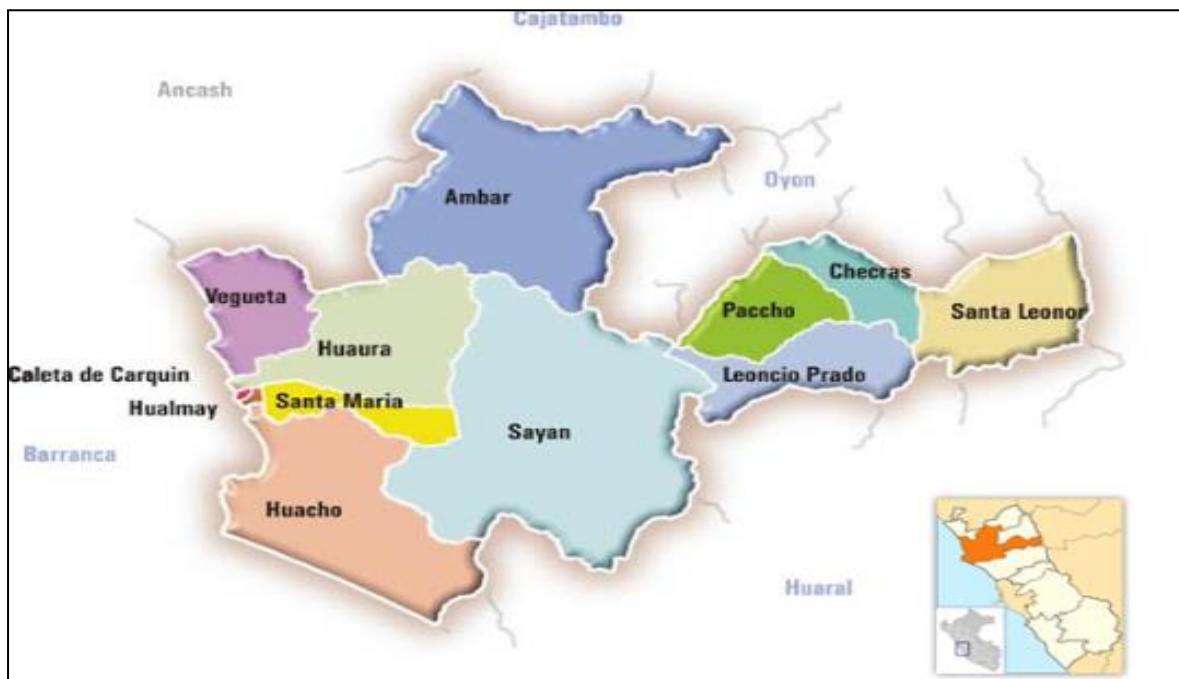 Cajatambo
Ancash
Oyon
Ambar
Checras
Vegueta
Paccho
Santa Leonor
Huaura
Caleta de Carquin
Leoncio Prado
Hualmay
Santa Maria
Sayan
Barranca
Huacho
Huaral